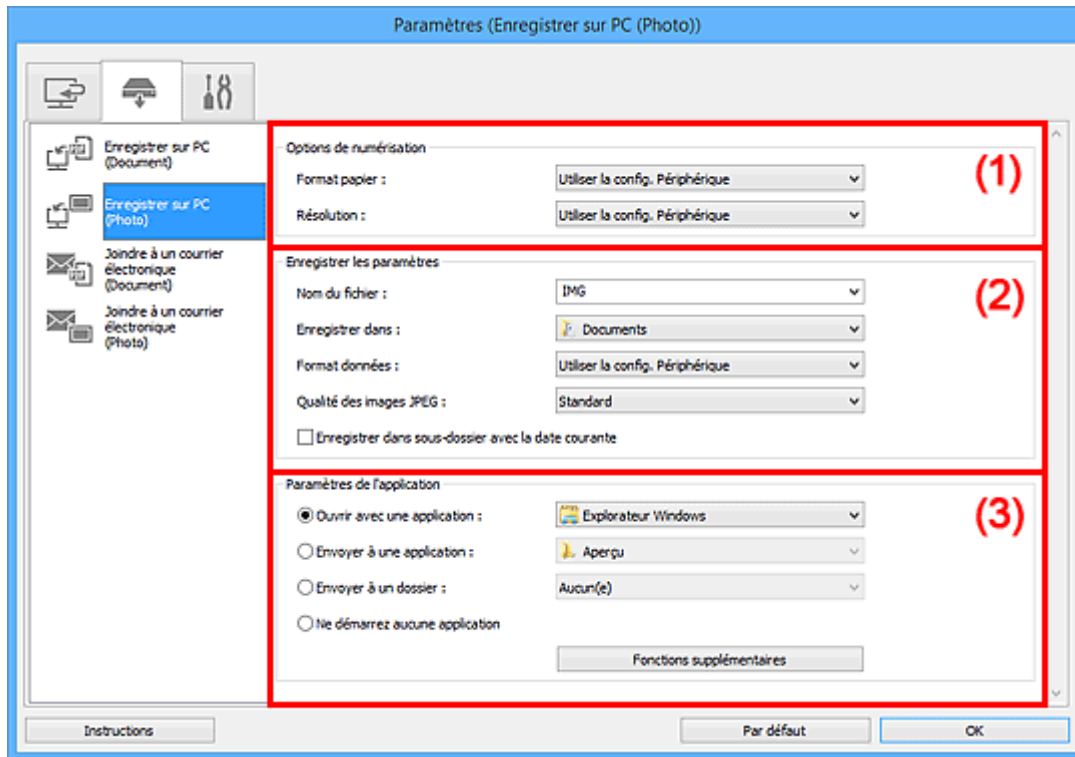 Paramètres (Enregistrer sur PC (Photo))
Enregistrer sur PC
(Document)
Enregistrer sur PC
(Photo)
Joindre à un courrier
électronique
(Document)
Joindre à un courrier
électronique
(Photo)
Options de numérisation
(1)
Format papier : Utiliser la config. Périphérique
Résolution : Utiliser la config. Périphérique
Enregistrer les paramètres
(2)
Nom du fichier : IMG
Enregistrer dans : Documents
Format données : Utiliser la config. Périphérique
Qualité des images JPEG : Standard
Enregistrer dans sous-dossier avec la date courante
Paramètres de l'application
(3)
Ouvrir avec une application : Explorateur Windows
Envoyer à une application : Aperçu
Envoyer à un dossier : Aucun(e)
Ne démarrez aucune application
Fonctions supplémentaires
Instructions
Par défaut
OK